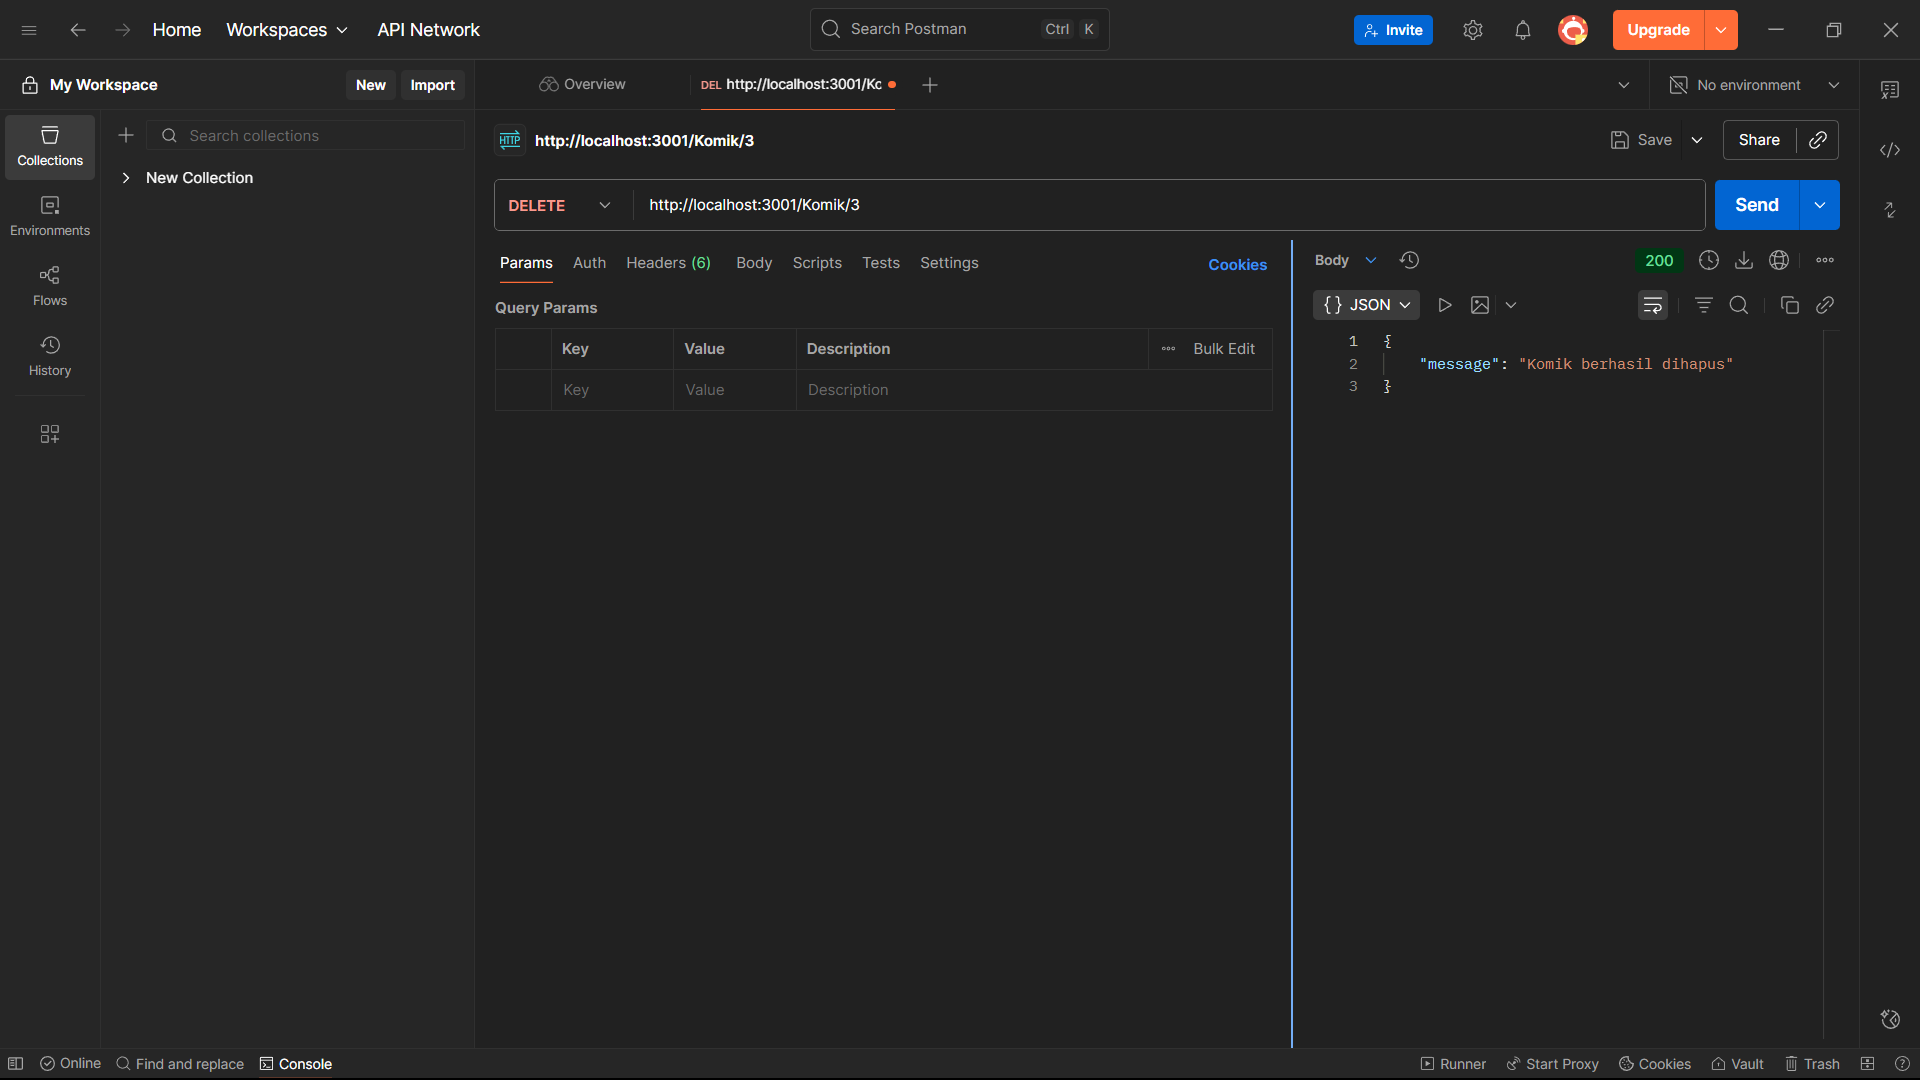 Home Workspaces API Network Search Postman Ctrl K Invite Upgrade
My Workspace New Import Overview DEL http://localhost:3001/Kc No environment
Search collections
HTTP http://localhost:3001/Komik/3 Save Share
Collections
New Collection
DELETE http://localhost:3001/Komik/3 Send
Environments
Params Auth Headers (6) Body Scripts Tests Settings Cookies
Body 200
Flows
Query Params
{ } JSON
Key Value Description Bulk Edit
Key Value Description
History
1 {
2 "message": "Komik berhasil dihapus"
3 }
Online Find and replace Console Runner Start Proxy Cookies Vault Trash